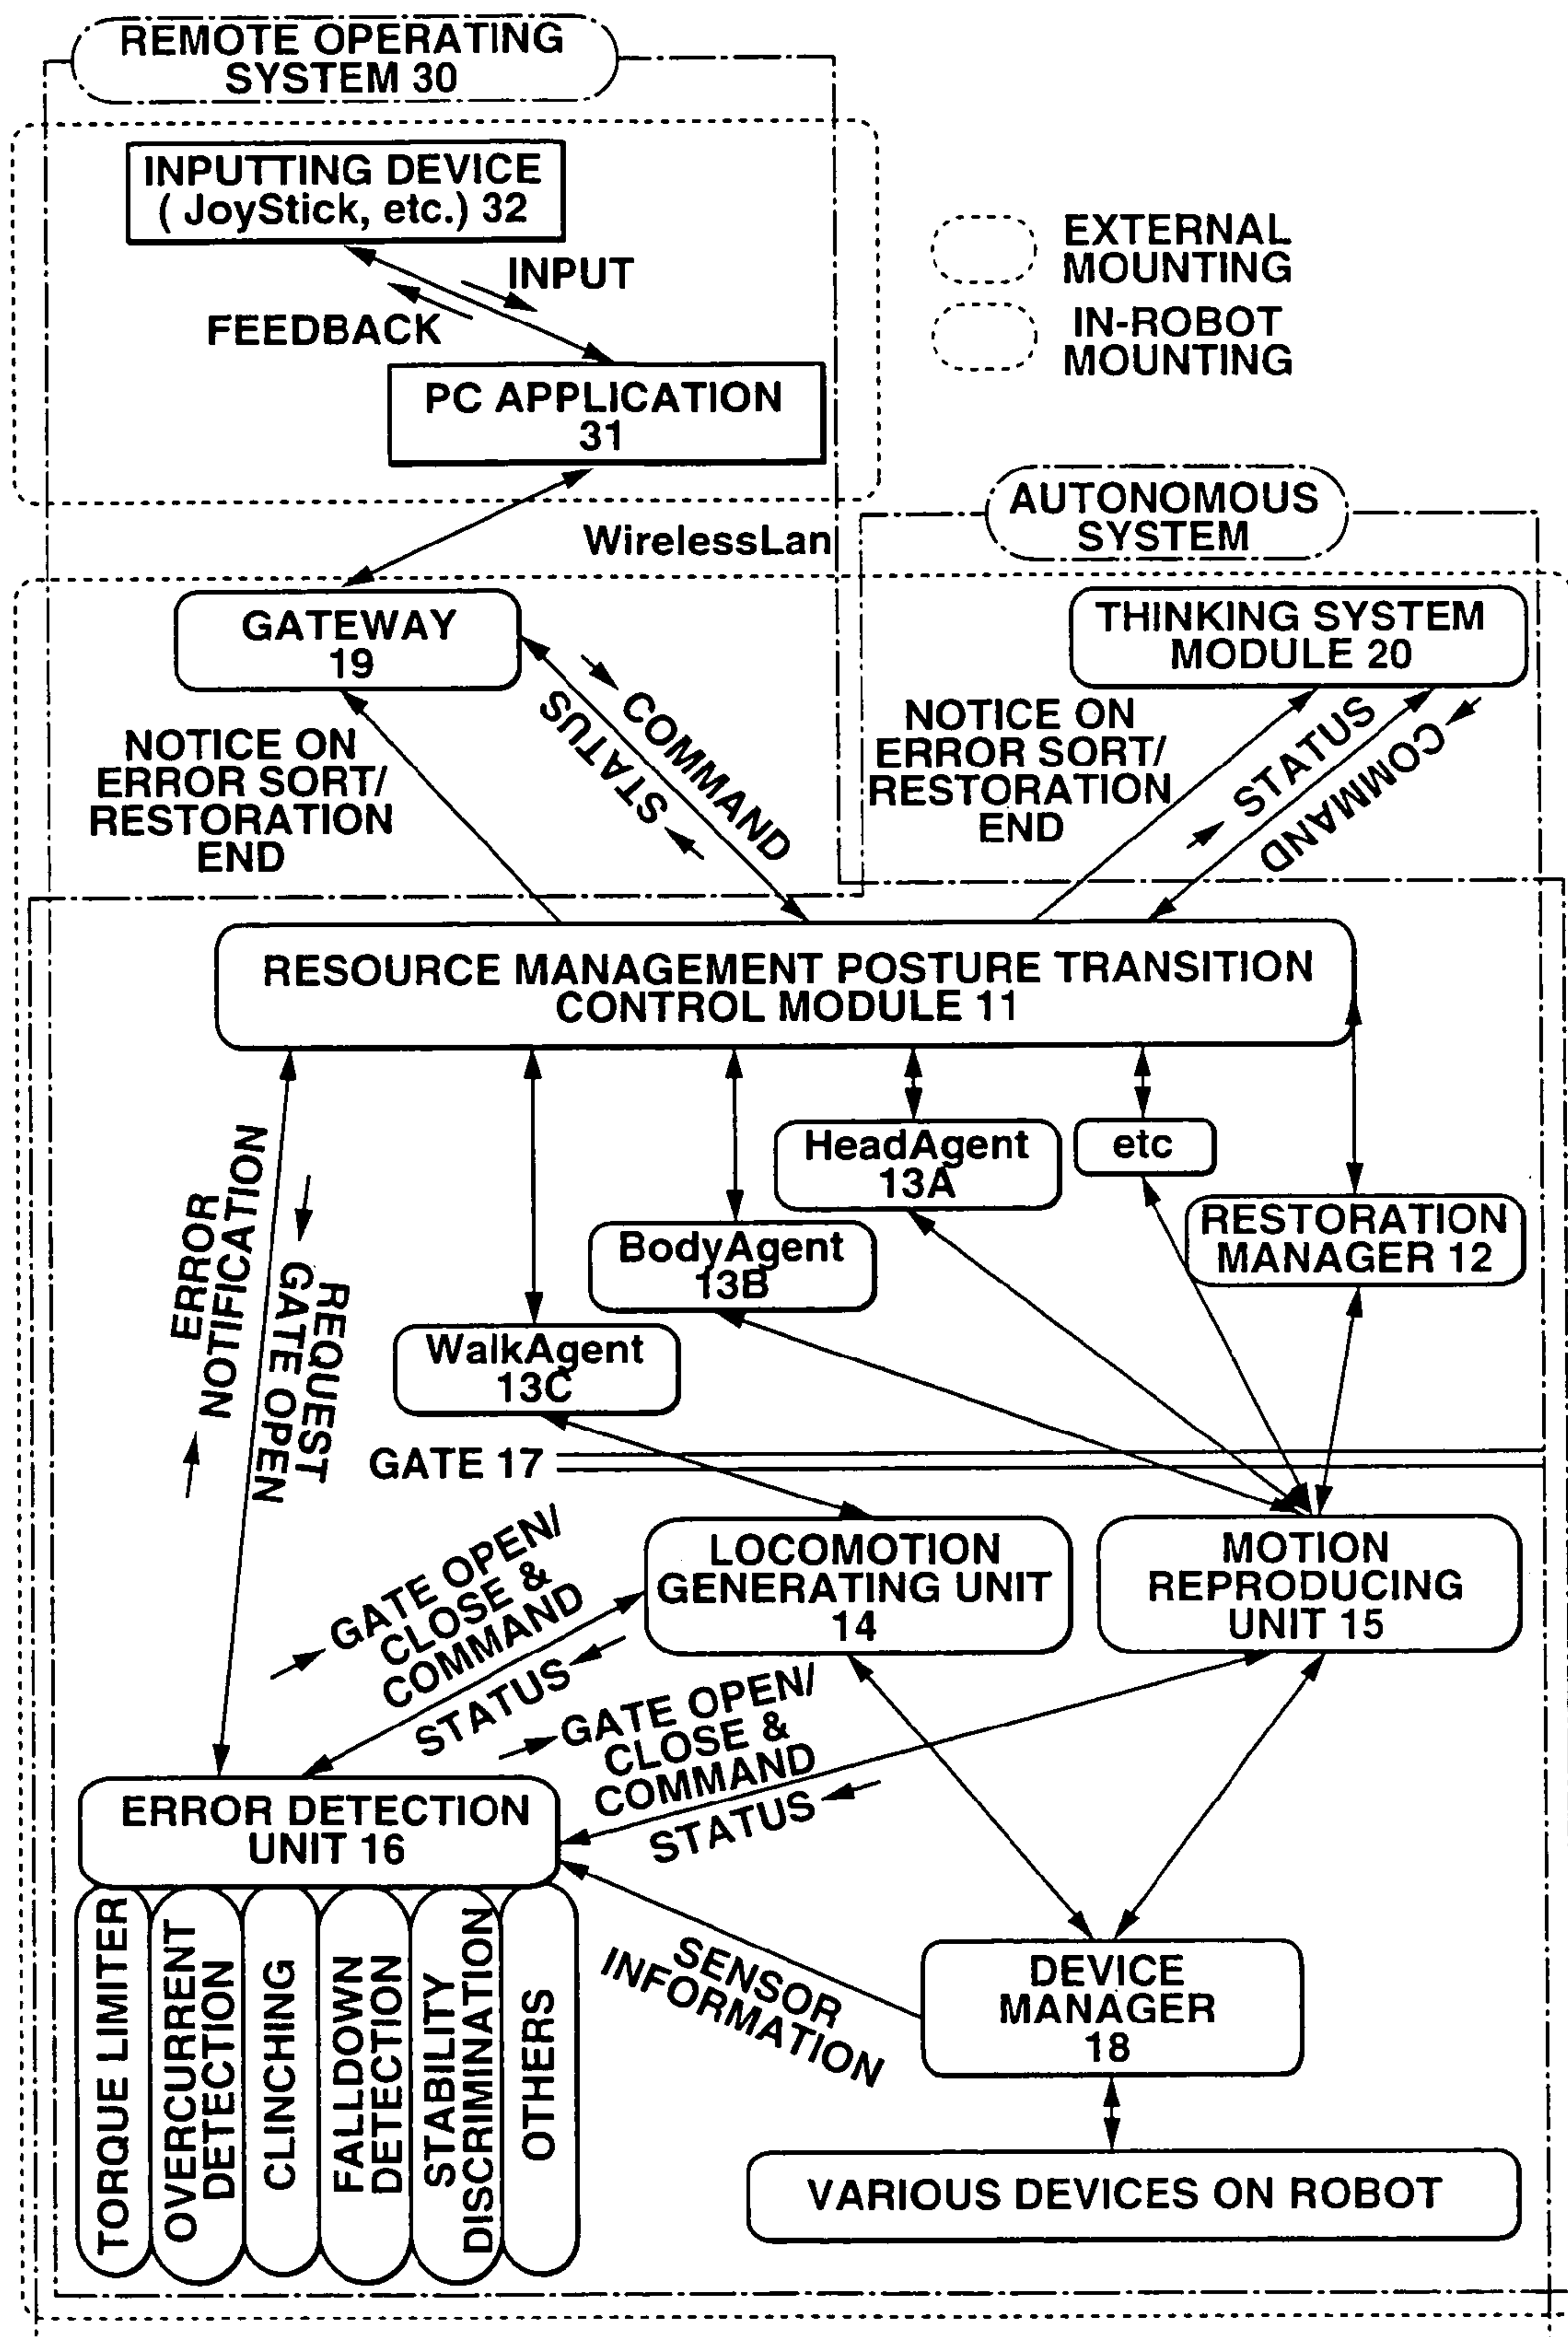 REMOTE OPERATING
SYSTEM 30
INPUTTING DEVICE
( JoyStick, etc.) 32
INPUT
FEEDBACK
PC APPLICATION
31
EXTERNAL
MOUNTING
IN-ROBOT
MOUNTING
AUTONOMOUS
SYSTEM
WirelessLan
GATEWAY
19
THINKING SYSTEM
MODULE 20
NOTICE ON
ERROR SORT/
RESTORATION
END
COMMAND
STATUS
NOTICE ON
ERROR SORT/
RESTORATION
END
STATUS
COMMAND
RESOURCE MANAGEMENT POSTURE TRANSITION
CONTROL MODULE 11
HeadAgent
13A
etc
RESTORATION
MANAGER 12
BodyAgent
13B
WalkAgent
13C
ERROR
NOTIFICATION
REQUEST
GATE OPEN
GATE 17
LOCOMOTION
GENERATING UNIT
14
MOTION
REPRODUCING
UNIT 15
GATE OPEN/
CLOSE &
COMMAND
STATUS
GATE OPEN/
CLOSE &
COMMAND
STATUS
ERROR DETECTION
UNIT 16
TORQUE LIMITER
OVERCURRENT
DETECTION
CLINCHING
FALLDOWN
DETECTION
STABILITY
DISCRIMINATION
OTHERS
SENSOR
INFORMATION
DEVICE
MANAGER
18
VARIOUS DEVICES ON ROBOT